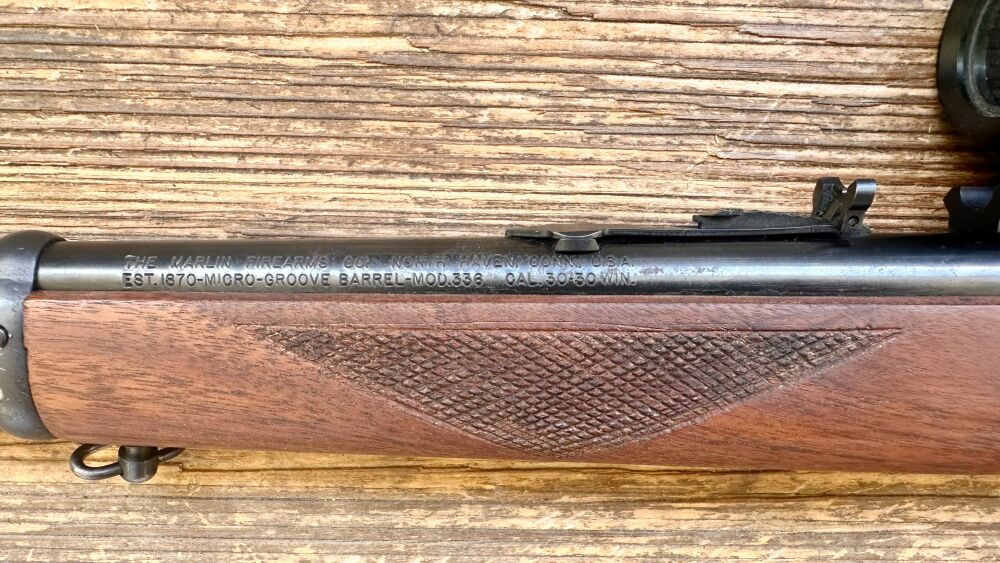 THE MARLIN FIREARMS CO. NORTH HAVEN, CONN. U.S.A.
EST. 1870-MICRO-GROOVE BARREL-MOD.336 CAL. 30-30 WIN.